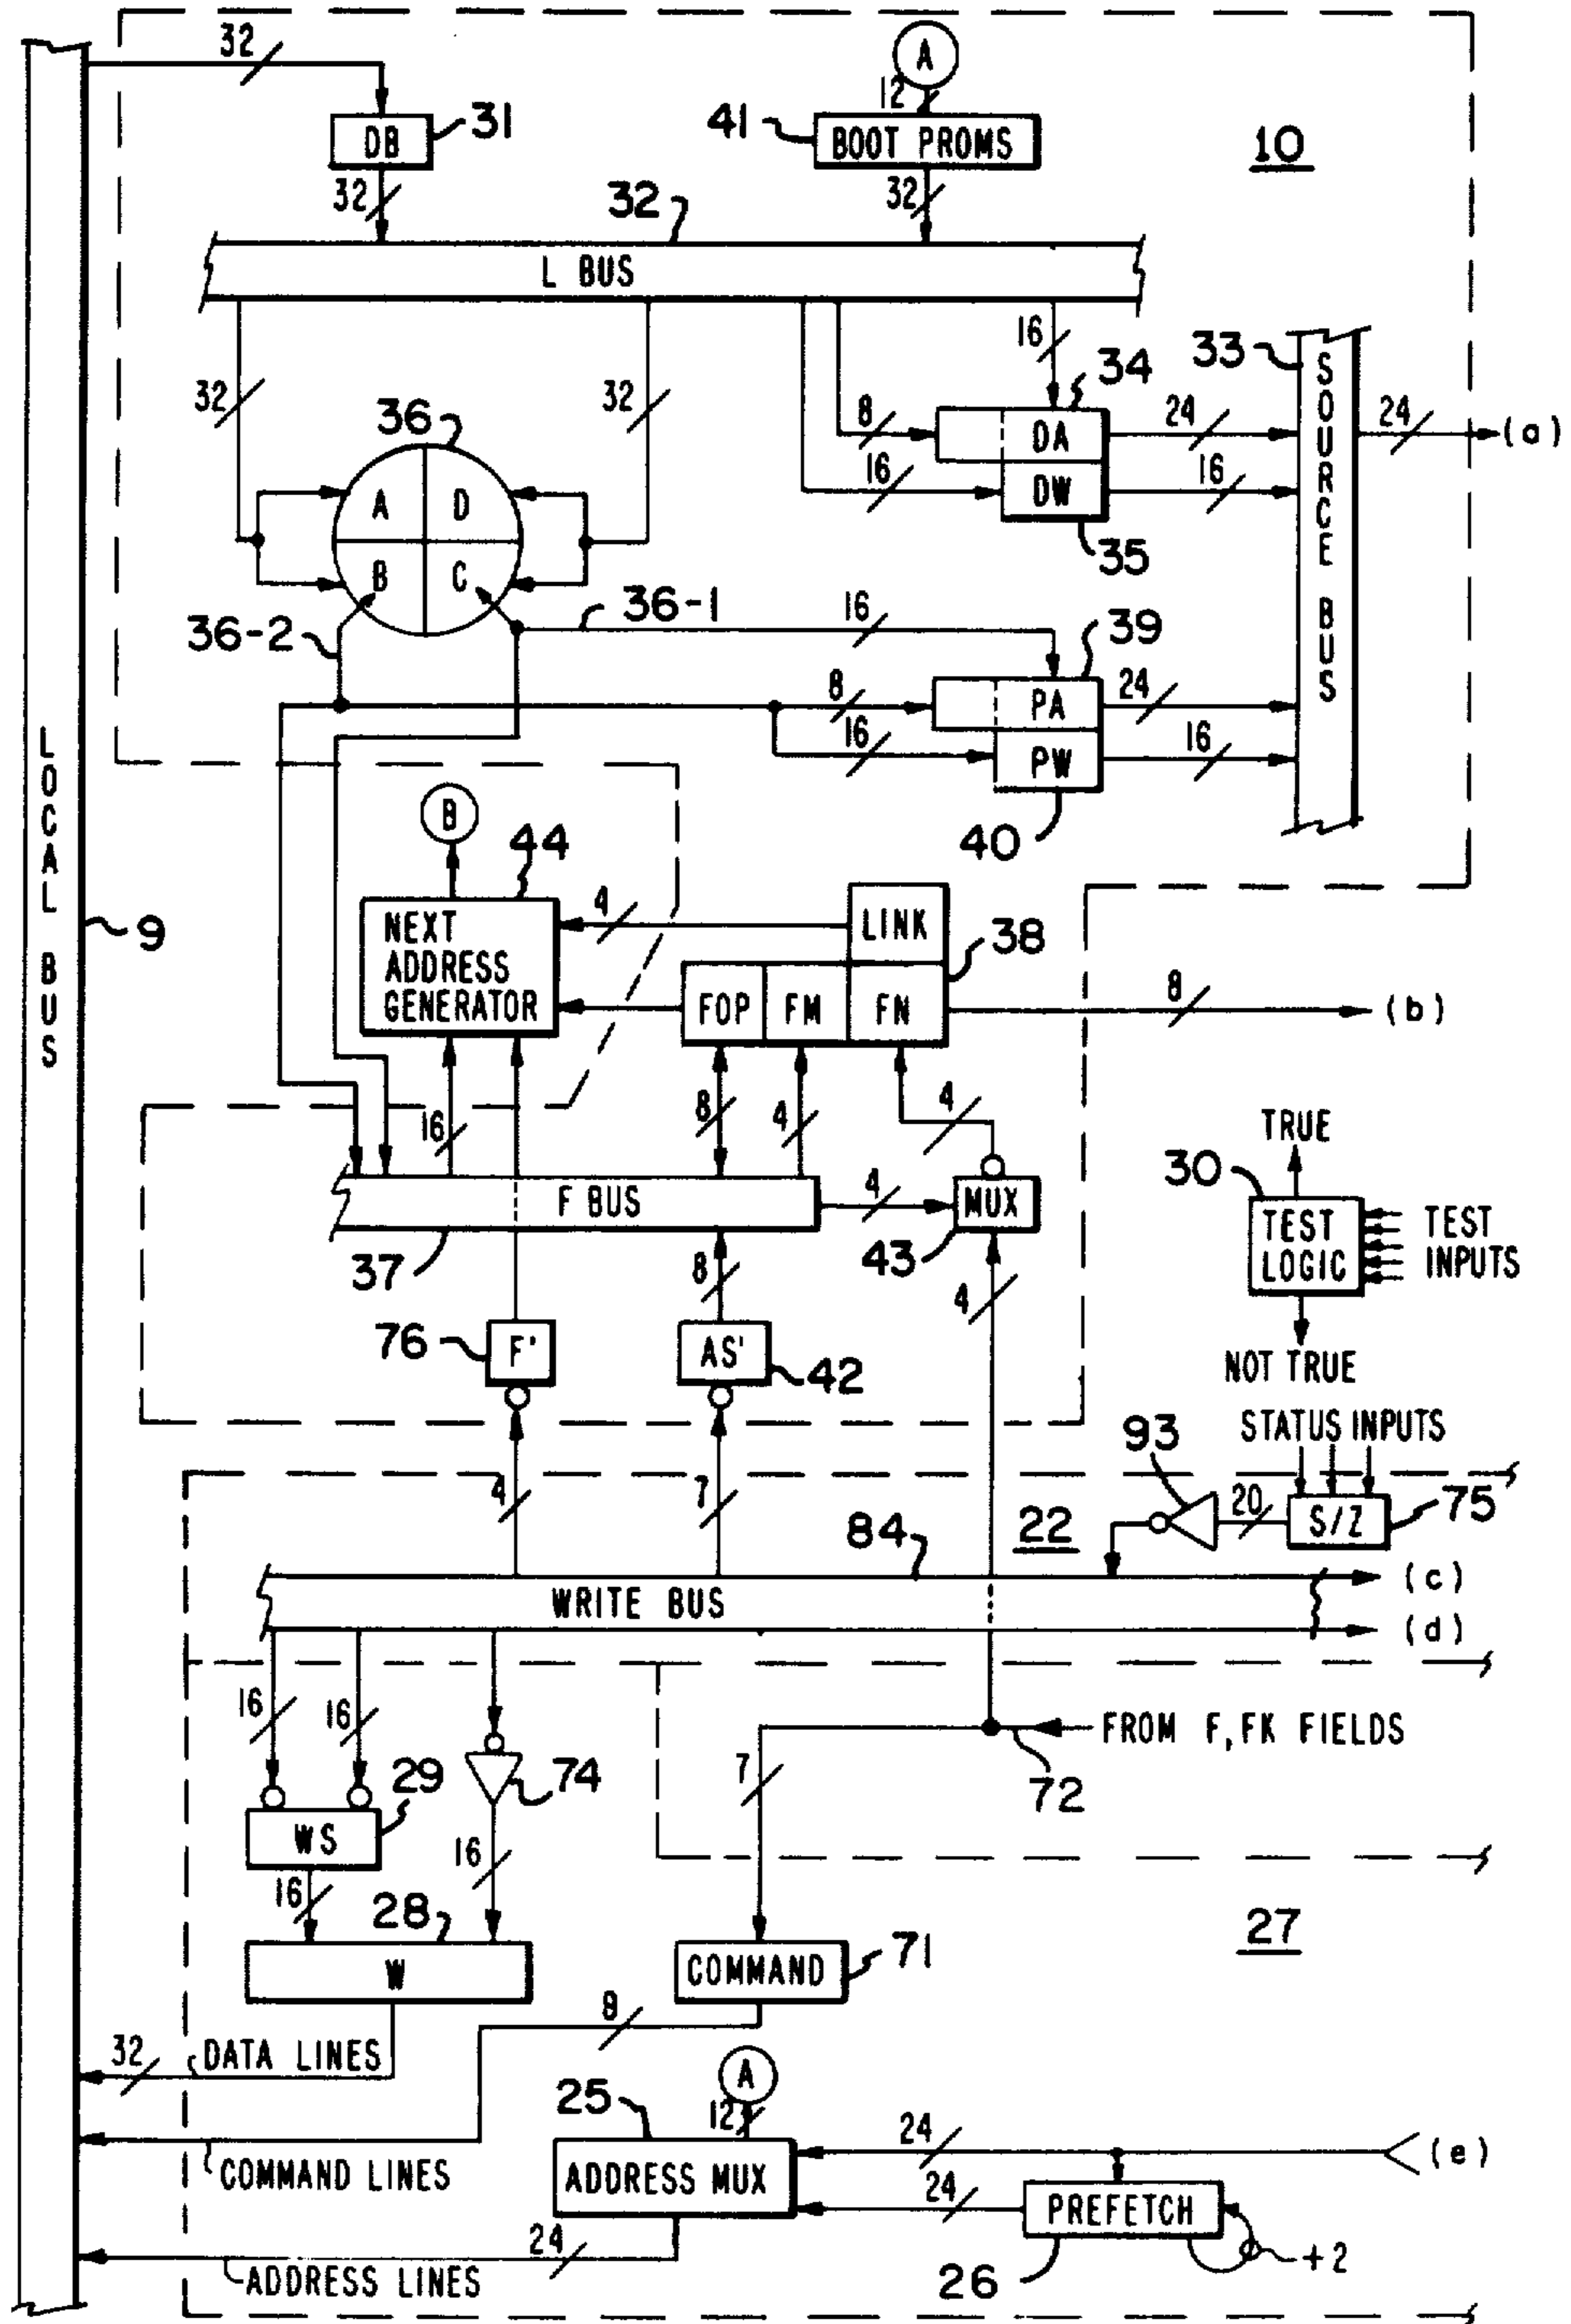 32
A
12
DB
31
41
BOOT PROMS
10
32
32
32
L BUS
16
33
34
32
32
36
8
DA
24
24
(a)
SOURCE BUS
A
D
16
DW
16
B
C
35
36-2
36-1
16
39
8
PA
24
16
PW
16
40
LOCAL BUS
9
B
44
4
LINK
38
NEXT
ADDRESS
GENERATOR
FOP
FM
FN
8
(b)
16
8
4
4
TRUE
30
F BUS
4
MUX
TEST
LOGIC
TEST
INPUTS
37
43
8
4
76
F'
AS'
42
NOT TRUE
STATUS INPUTS
93
4
7
22
20
S/Z
75
84
WRITE BUS
(c)
(d)
16
16
FROM F,FK FIELDS
29
74
7
72
WS
16
16
28
27
W
COMMAND
71
9
32
DATA LINES
A
25
12
24
(e)
COMMAND LINES
ADDRESS MUX
24
PREFETCH
24
+2
ADDRESS LINES
26